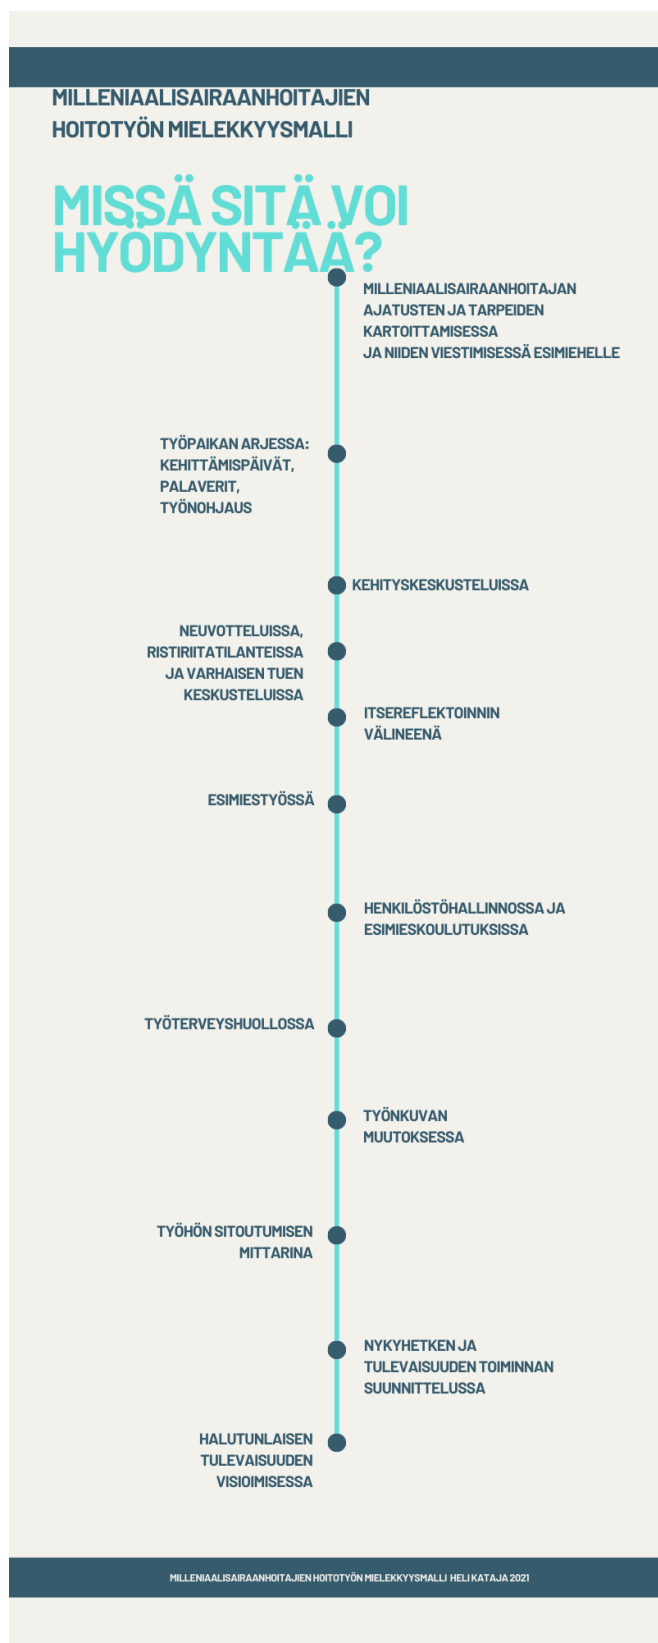 MILLENIAALISAIRAANHOITAJIEN
HOITOTYÖN MIELEKKYYSMALLI
MISSÄ SITÄ VOI
HYÖDYNTÄÄ?
MILLENIAALISAIRAANHOITAJAN
AJATUSTEN JA TARPEIDEN
KARTOITTAMISESSA
JA NIIDEN VIESTIMISESSÄ ESIMIEHELLE
TYÖPAIKAN ARJESSA:
KEHITTÄMISPÄIVÄT,
PALAVERIT,
TYÖNOHJAUS
KEHITYSKESKUSTELUISSA
NEUVOTTELUISSA,
RISTIRIITATILANTEISSA
JA VARHAISEN TUEN
KESKUSTELUISSA
ITSEREFLEKTOINNIN
VÄLINEENÄ
ESIMIESTYÖSSÄ
HENKILÖSTÖHALLINNOSSA JA
ESIMIESKOULUTUKSISSA
TYÖTERVEYSHUOLLOSSA
TYÖNKUVAN
MUUTOKSESSA
TYÖHÖN SITOUTUMISEN
MITTARINA
NYKYHETKEN JA
TULEVAISUUDEN TOIMINNAN
SUUNNITTELUSSA
HALUTUNLAISEN
TULEVAISUUDEN
VISIOIMISESSA
MILLENIAALISAIRAANHOITAJIEN HOITOTYÖN MIELEKKYYSMALLI HELI KATAJA 2021